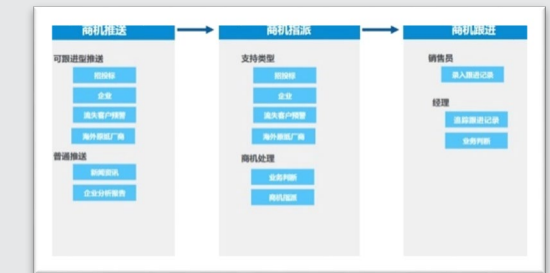 商机推送
可跟进型推送
招投标
企业
流失客户预警
海外器械厂商
普通推送
新闻资讯
企业分析报告
商机指派
支持类型
招投标
企业
流失客户预警
海外器械厂商
商机处理
业务判断
商机指派
商机跟进
销售员
录入跟进记录
经理
追踪跟进记录
业务判断